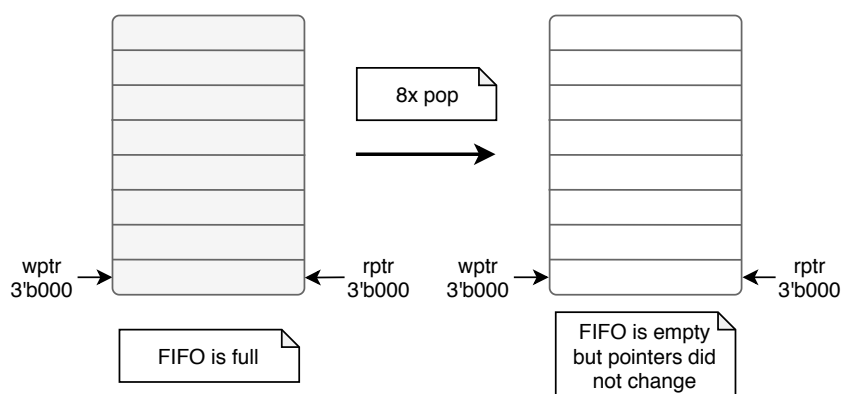 8x pop
wptr
3'b000
rptr
3'b000
wptr
3'b000
rptr
3'b000
FIFO is full
FIFO is empty
but pointers did
not change